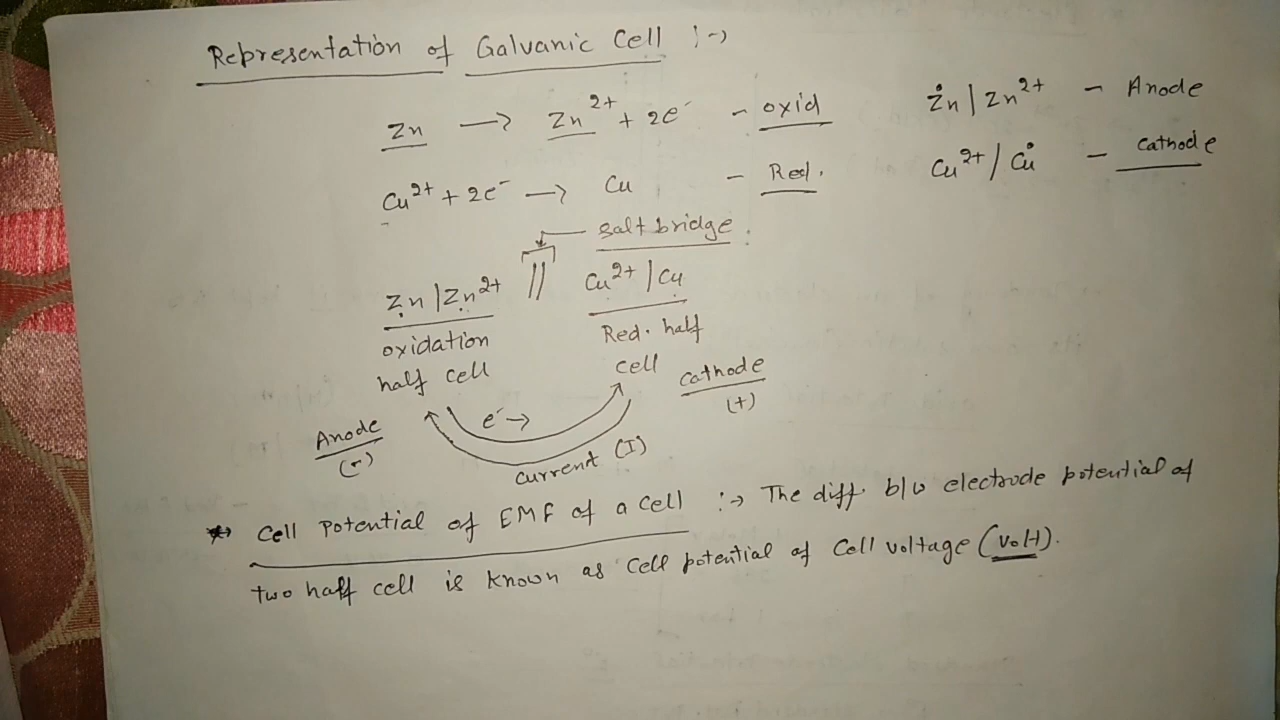 Representation of Galvanic Cell :→
Zn → Zn²⁺ + 2e⁻ - oxid Zn | Zn²⁺ - Anode
Cu²⁺ + 2e⁻ → Cu - Red. Cu²⁺ / Cu - Cathode
salt bridge.
Zn | Zn²⁺ || Cu²⁺ | Cu
oxidation Red. half
half cell cell cathode
(+)
e⁻ →
Anode
(-)
current (I)
* Cell Potential of EMF of a cell :→ The diff. b/w electrode potential of
two half cell is known as cell potential of cell voltage (volt).